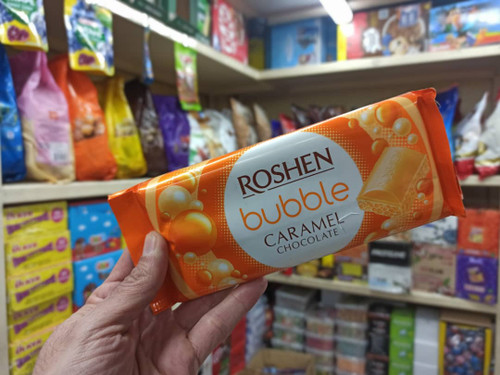 ROSHEN
bubble
CARAMEL
CHOCOLATE